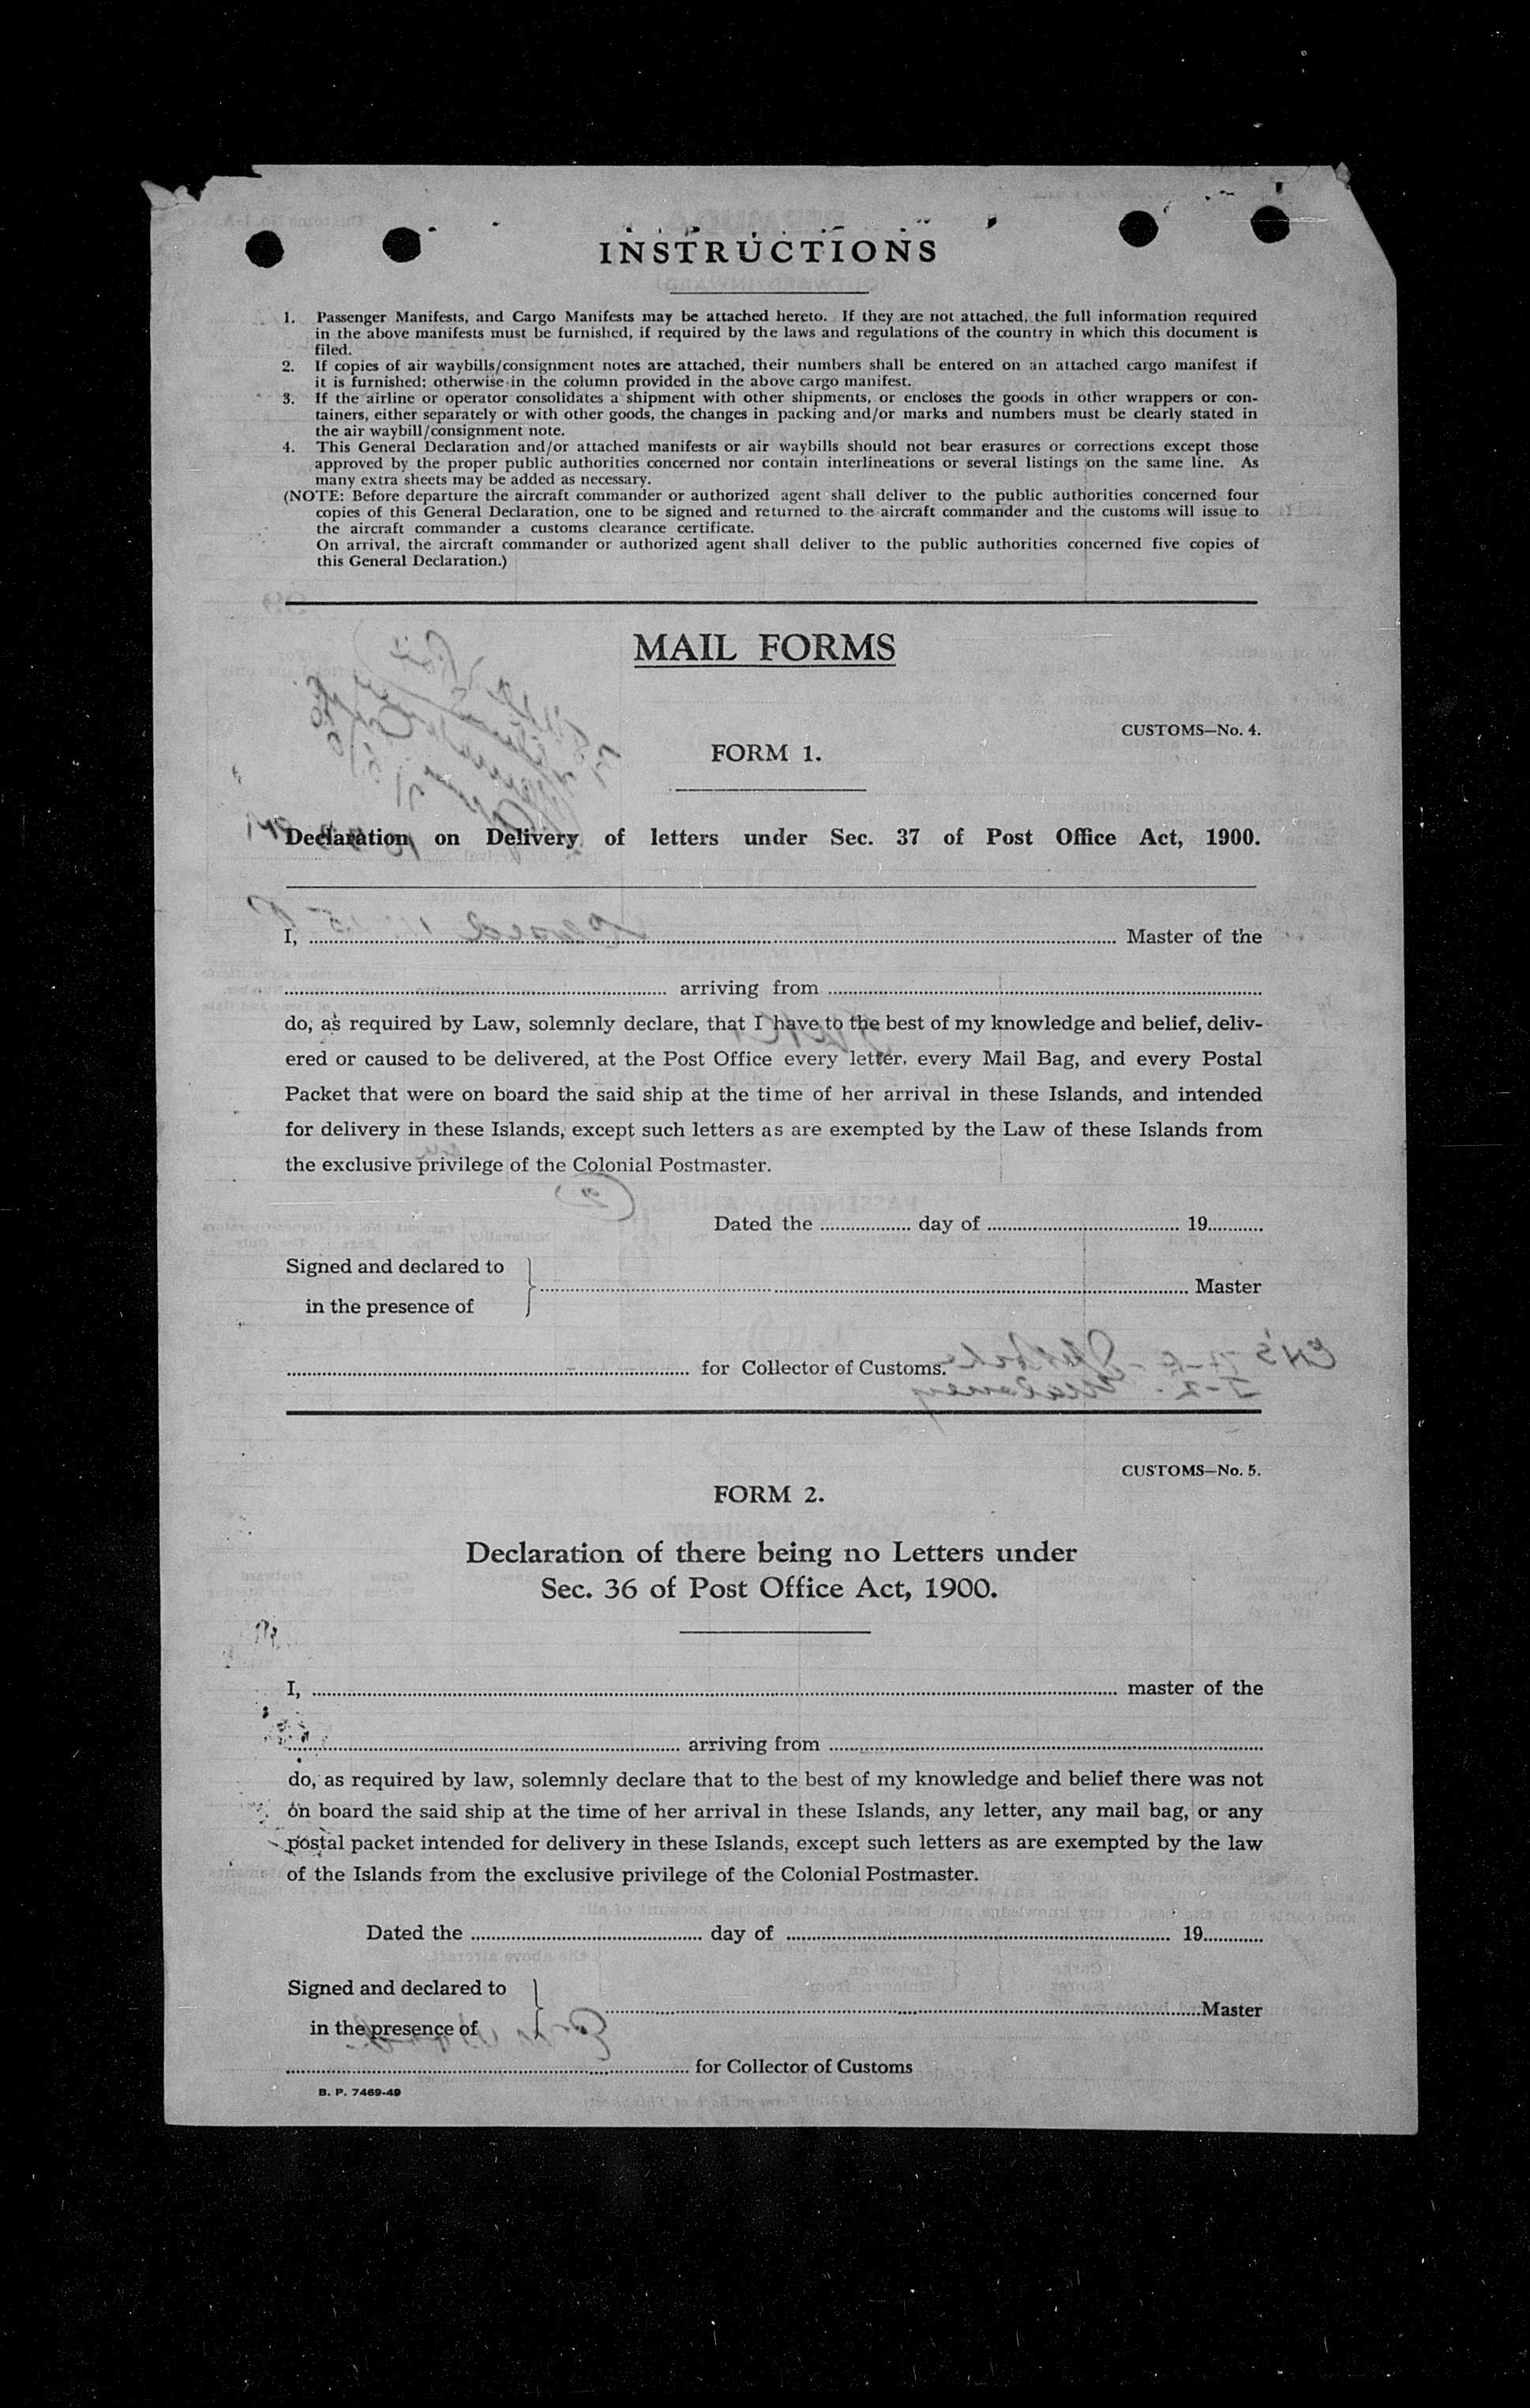 INSTRUCTIONS
1. Passenger Manifests, and Cargo Manifests may be attached hereto. If they are not attached, the full information required
in the above manifests must be furnished, if required by the laws and regulations of the country in which this document is
filed.
2. If copies of air waybills/consignment notes are attached, their numbers shall be entered on an attached cargo manifest if
it is furnished; otherwise in the column provided in the above cargo manifest.
3. If the airline or operator consolidates a shipment with other shipments, or encloses the goods in other wrappers or con-
tainers, either separately or with other goods, the changes in packing and/or marks and numbers must be clearly stated in
the air waybill/consignment note.
4. This General Declaration and/or attached manifests or air waybills should not bear erasures or corrections except those
approved by the proper public authorities concerned nor contain interlineations or several listings on the same line. As
many extra sheets may be added as necessary.
(NOTE: Before departure the aircraft commander or authorized agent shall deliver to the public authorities concerned four
copies of this General Declaration, one to be signed and returned to the aircraft commander and the customs will issue to
the aircraft commander a customs clearance certificate.
On arrival, the aircraft commander or authorized agent shall deliver to the public authorities concerned five copies of
this General Declaration.)
MAIL FORMS
CUSTOMS—No. 4.
FORM 1.
Declaration on Delivery of letters under Sec. 37 of Post Office Act, 1900.
I, .......... Master of the
.......... arriving from ..........
do, as required by Law, solemnly declare, that I have to the best of my knowledge and belief, deliv-
ered or caused to be delivered, at the Post Office every letter, every Mail Bag, and every Postal
Packet that were on board the said ship at the time of her arrival in these Islands, and intended
for delivery in these Islands, except such letters as are exempted by the Law of these Islands from
the exclusive privilege of the Colonial Postmaster.
Dated the .......... day of .......... 19..........
Signed and declared to
in the presence of
.......... Master
.......... for Collector of Customs.
CUSTOMS—No. 5.
FORM 2.
Declaration of there being no Letters under
Sec. 36 of Post Office Act, 1900.
I, .......... master of the
.......... arriving from ..........
do, as required by law, solemnly declare that to the best of my knowledge and belief there was not
on board the said ship at the time of her arrival in these Islands, any letter, any mail bag, or any
postal packet intended for delivery in these Islands, except such letters as are exempted by the law
of the Islands from the exclusive privilege of the Colonial Postmaster.
Dated the .......... day of .......... 19..........
Signed and declared to
in the presence of
..........Master
.......... for Collector of Customs
B. P. 7469-49